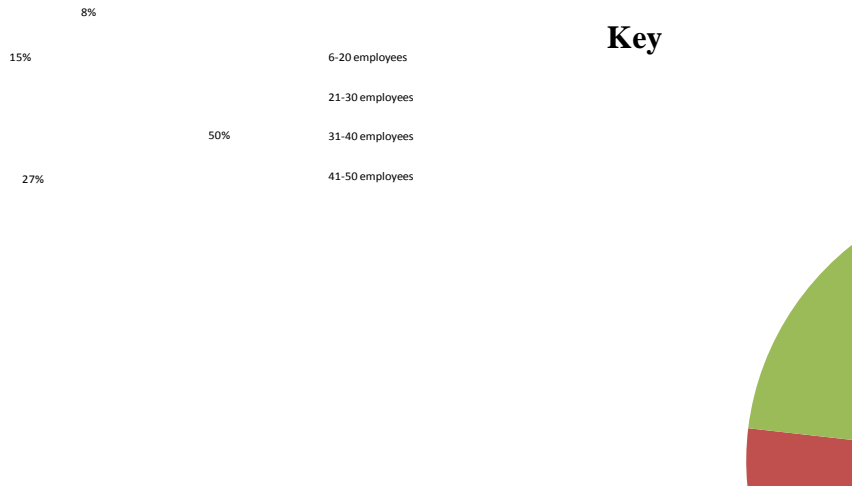 8%
Key
15%
6-20 employees
21-30 employees
50%
31-40 employees
27%
41-50 employees